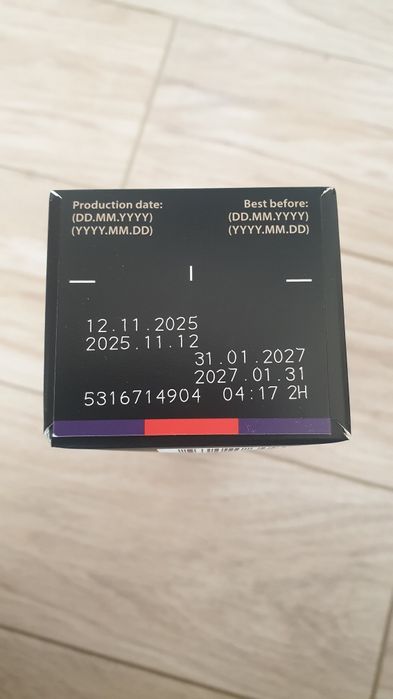 Production date:
(DD.MM.YYYY)
(YYYY.MM.DD)
Best before:
(DD.MM.YYYY)
(YYYY.MM.DD)
12.11.2025
2025.11.12
31.01.2027
2027.01.31
5316714904 04:17 2H